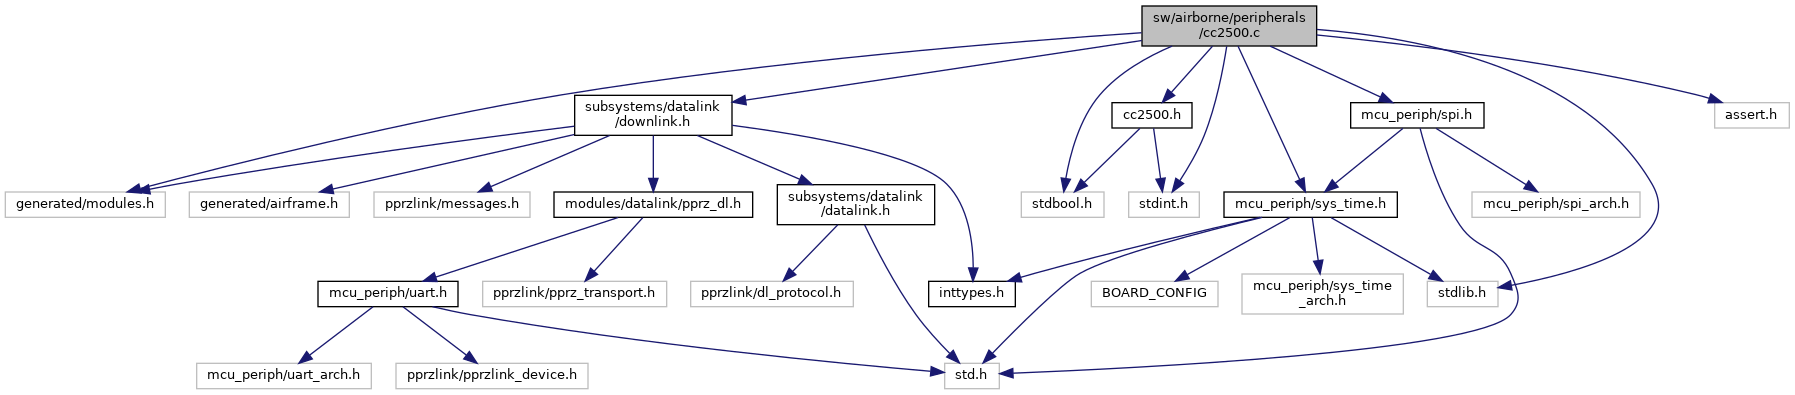 sw/airborne/peripherals
/cc2500.c
subsystems/datalink
/downlink.h
cc2500.h
mcu_periph/spi.h
assert.h
generated/modules.h
generated/airframe.h
pprzlink/messages.h
modules/datalink/pprz_dl.h
subsystems/datalink
/datalink.h
stdbool.h
stdint.h
mcu_periph/sys_time.h
mcu_periph/spi_arch.h
mcu_periph/uart.h
pprzlink/pprz_transport.h
pprzlink/dl_protocol.h
inttypes.h
BOARD_CONFIG
mcu_periph/sys_time
_arch.h
stdlib.h
mcu_periph/uart_arch.h
pprzlink/pprzlink_device.h
std.h